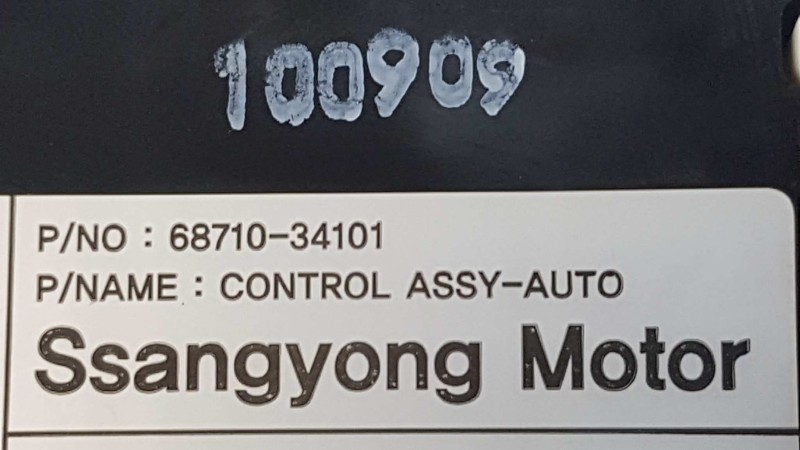 100909
P/NO : 68710-34101
P/NAME : CONTROL ASSY-AUTO
Ssangyong Motor